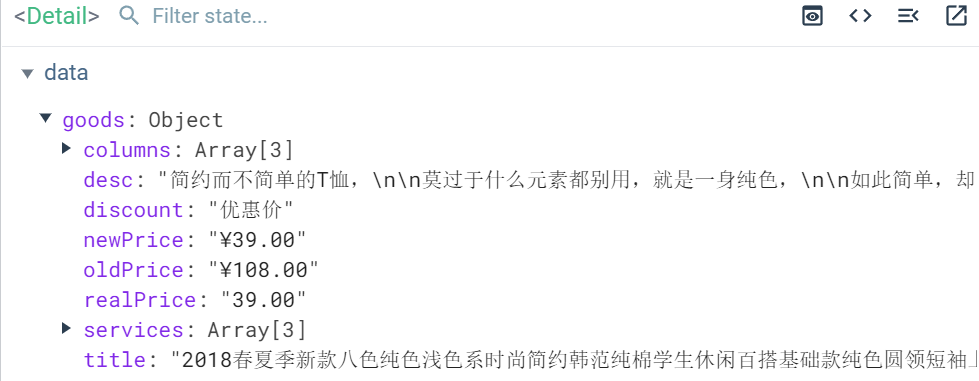 <Detail> Filter state...
data
goods: Object
columns: Array[3]
desc: "简约而不简单的T恤，\n\n莫过于什么元素都别用，就是一身纯色，\n\n如此简单，却
discount: "优惠价"
newPrice: "¥39.00"
oldPrice: "¥108.00"
realPrice: "39.00"
services: Array[3]
title: "2018春夏季新款八色纯色浅色系时尚简约韩范纯棉学生休闲百搭基础款纯色圆领短袖上